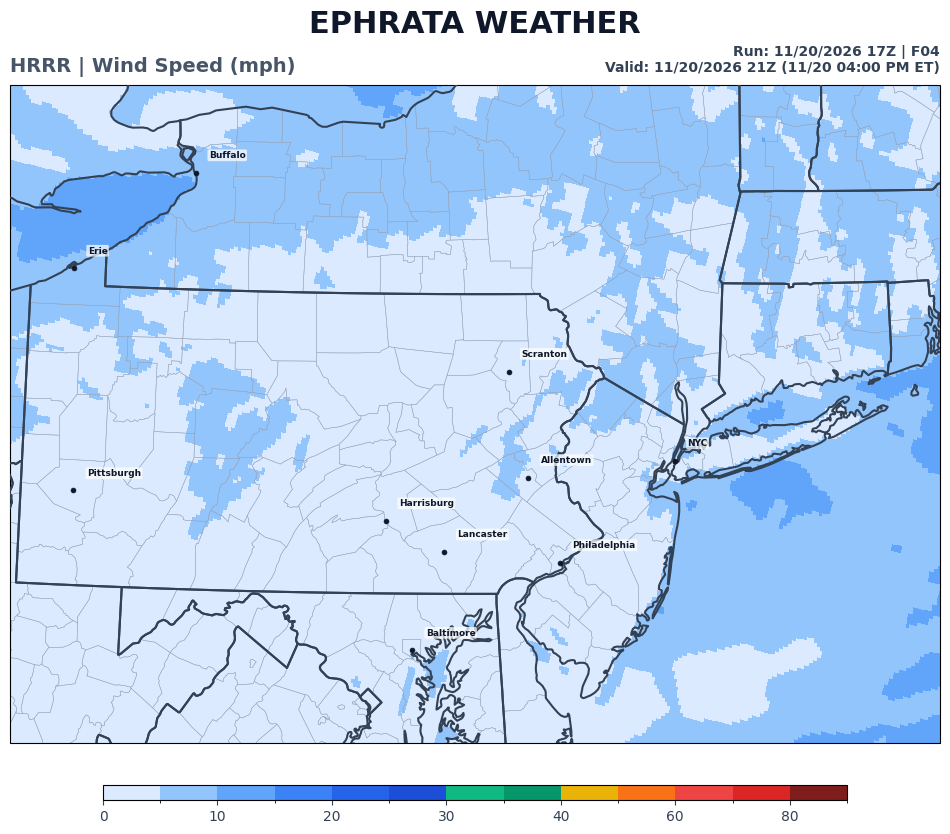 EPHRATA WEATHER
HRRR | Wind Speed (mph)
Run: 11/20/2026 17Z | F04
Valid: 11/20/2026 21Z (11/20 04:00 PM ET)
Buffalo
Erie
Scranton
NYC
Allentown
Pittsburgh
Harrisburg
Lancaster
Philadelphia
Baltimore
0 10 20 30 40 50 60 70 80